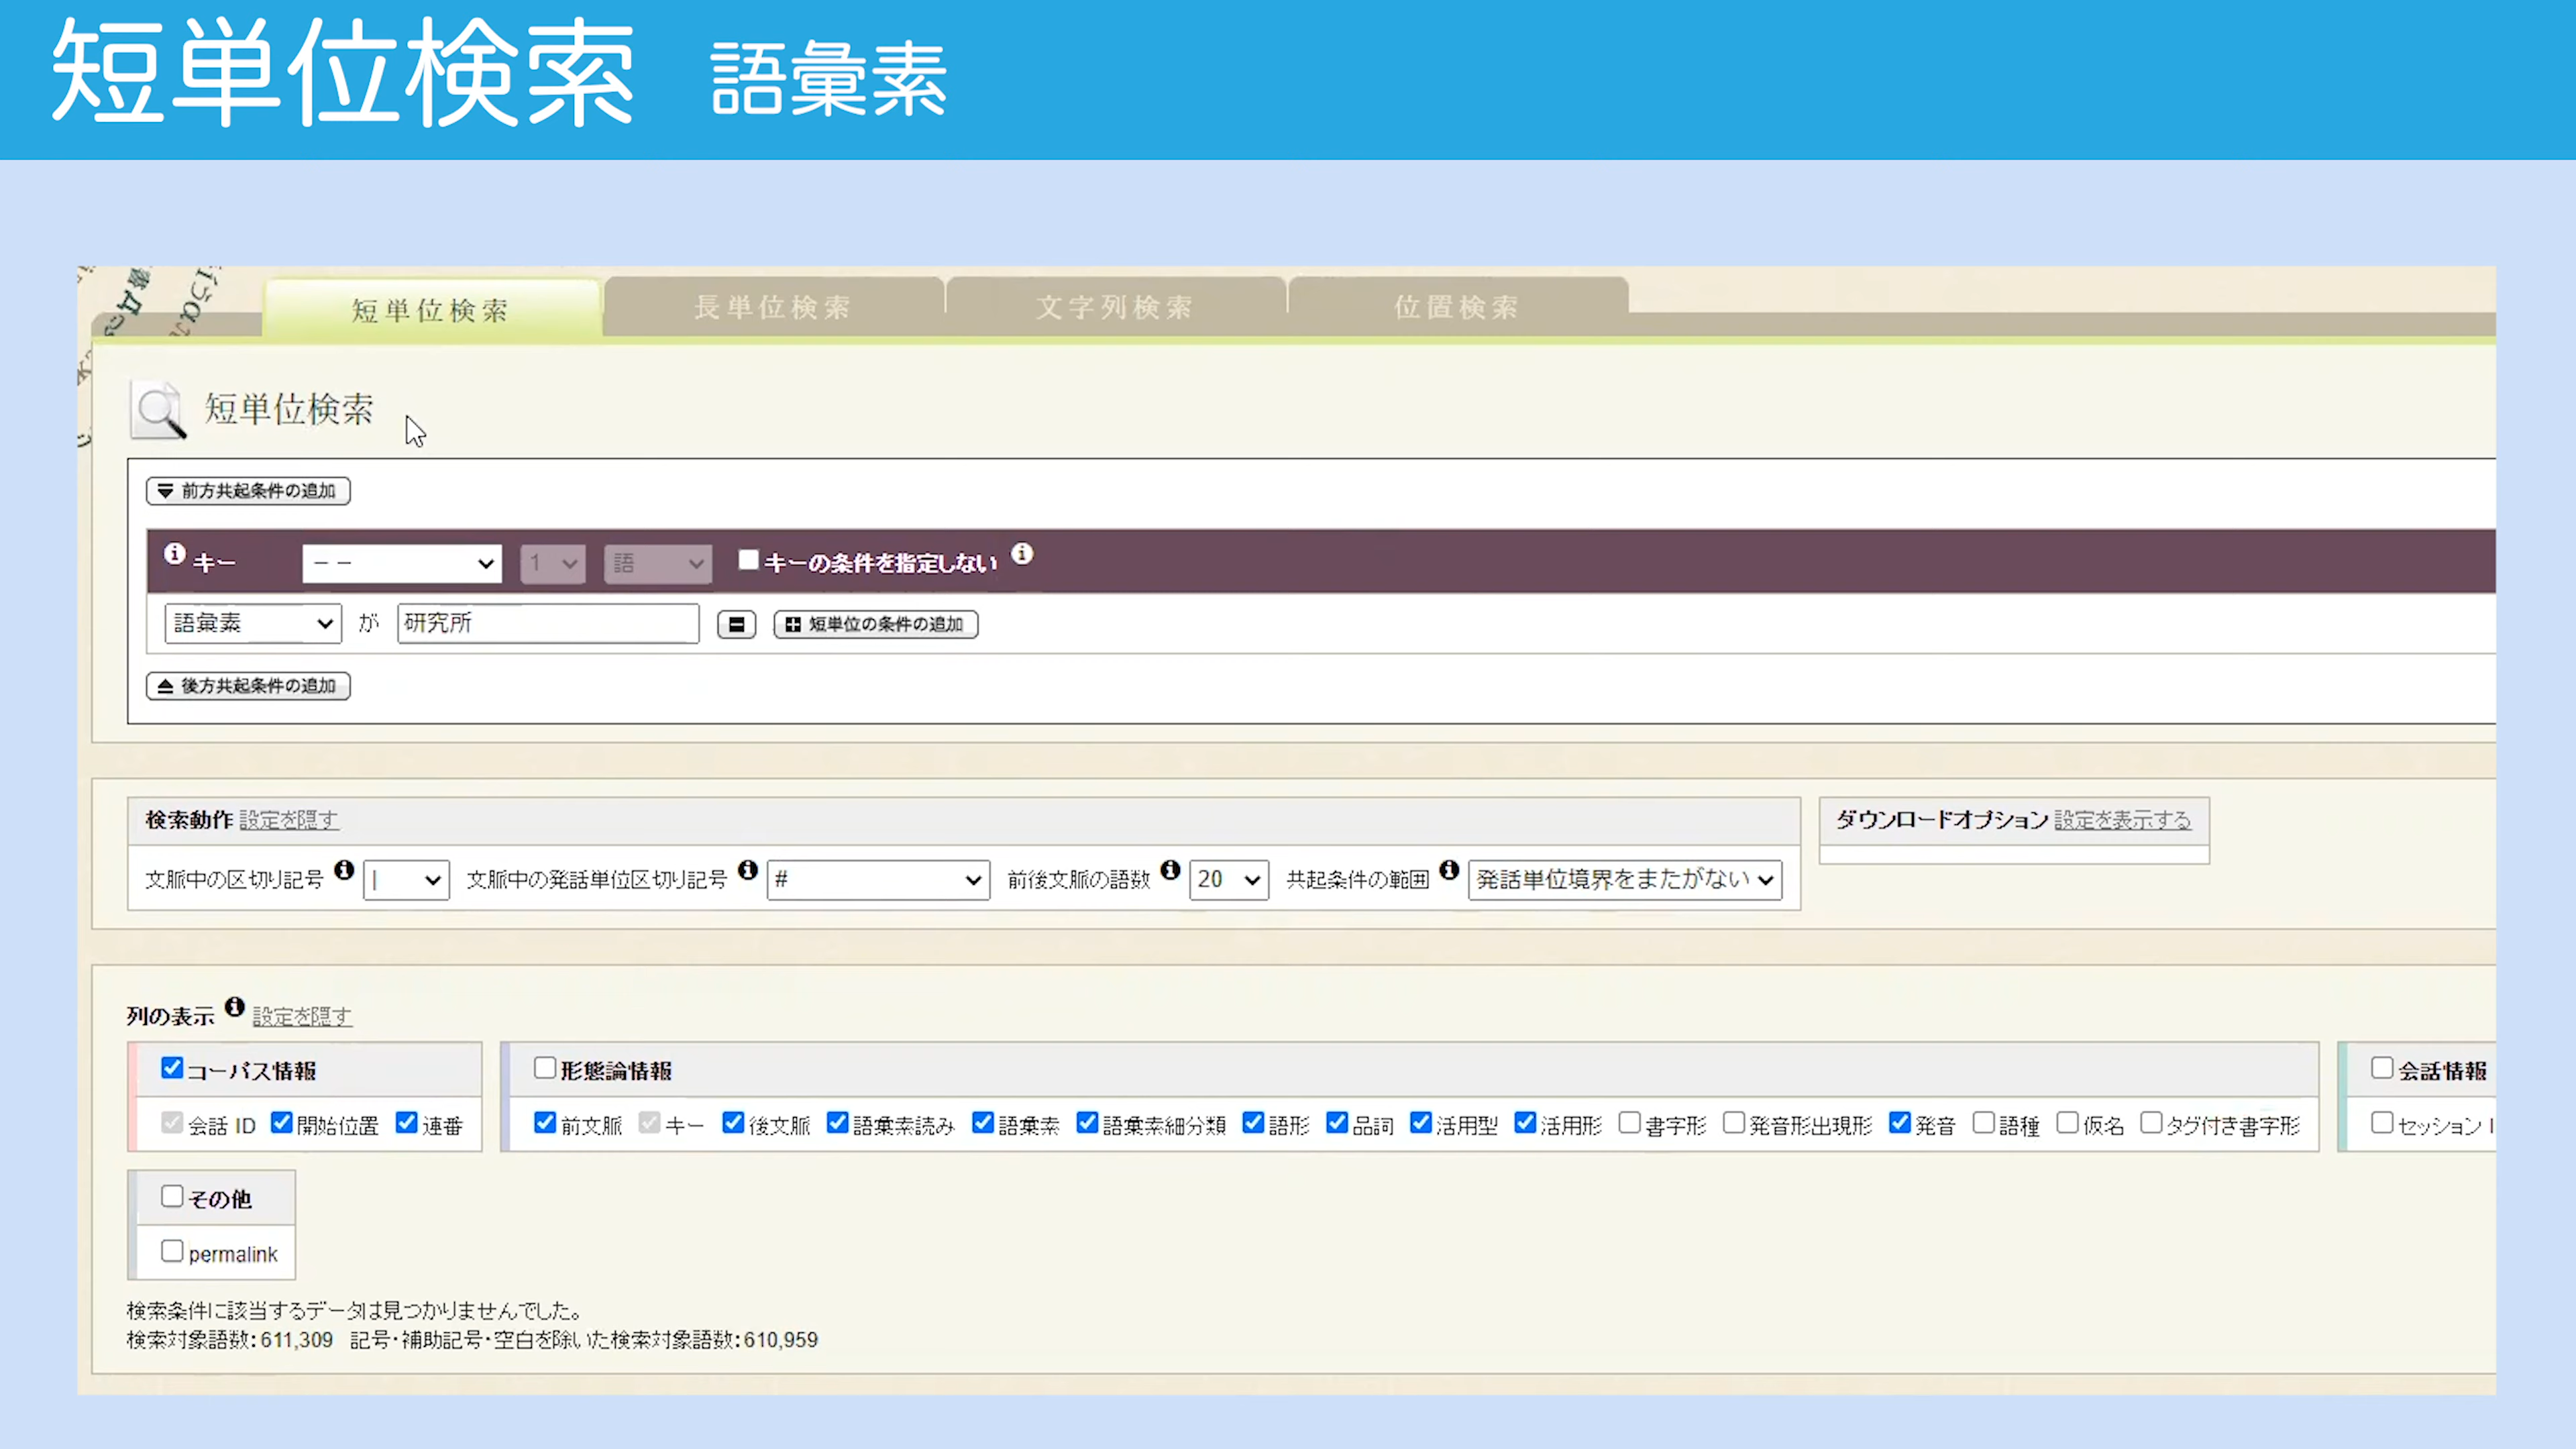 短単位検索 語彙素
短単位検索 長単位検索 文字列検索 位置検索
短単位検索
前方共起条件の追加
キー -- 1 語 キーの条件を指定しない
語彙素 が 研究所 短単位の条件の追加
後方共起条件の追加
検索動作 設定を隠す ダウンロードオプション 設定を表示する
文脈中の区切り記号 | 文脈中の発話単位区切り記号 # 前後文脈の語数 20 共起条件の範囲 発話単位境界をまたがない
列の表示 設定を隠す
コーパス情報 形態論情報 会話情報
会話 ID 開始位置 連番 前文脈 キー 後文脈 語彙素読み 語彙素 語彙素細分類 語形 品詞 活用型 活用形 書字形 発音形出現形 発音 語種 仮名 タグ付き書字形 セッション
その他
permalink
検索条件に該当するデータは見つかりませんでした。
検索対象語数：611,309 記号・補助記号・空白を除いた検索対象語数：610,959